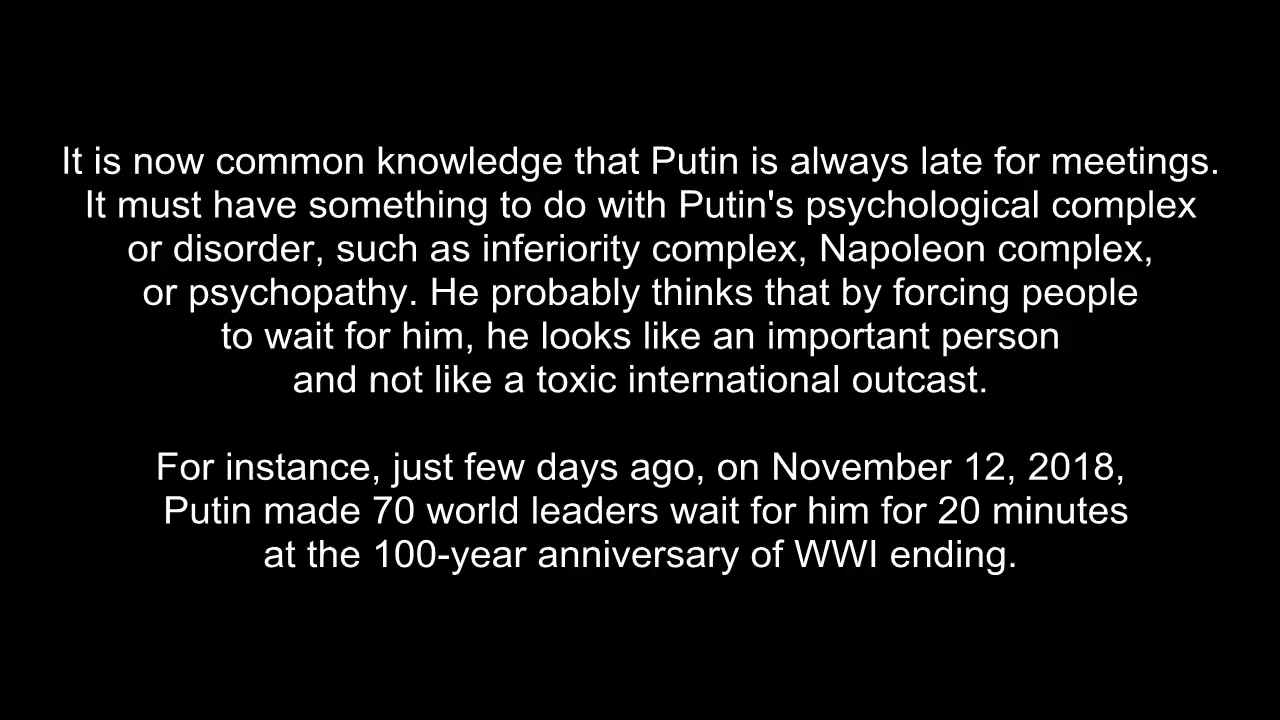 It is now common knowledge that Putin is always late for meetings.
It must have something to do with Putin's psychological complex
or disorder, such as inferiority complex, Napoleon complex,
or psychopathy. He probably thinks that by forcing people
to wait for him, he looks like an important person
and not like a toxic international outcast.
For instance, just few days ago, on November 12, 2018,
Putin made 70 world leaders wait for him for 20 minutes
at the 100-year anniversary of WWI ending.